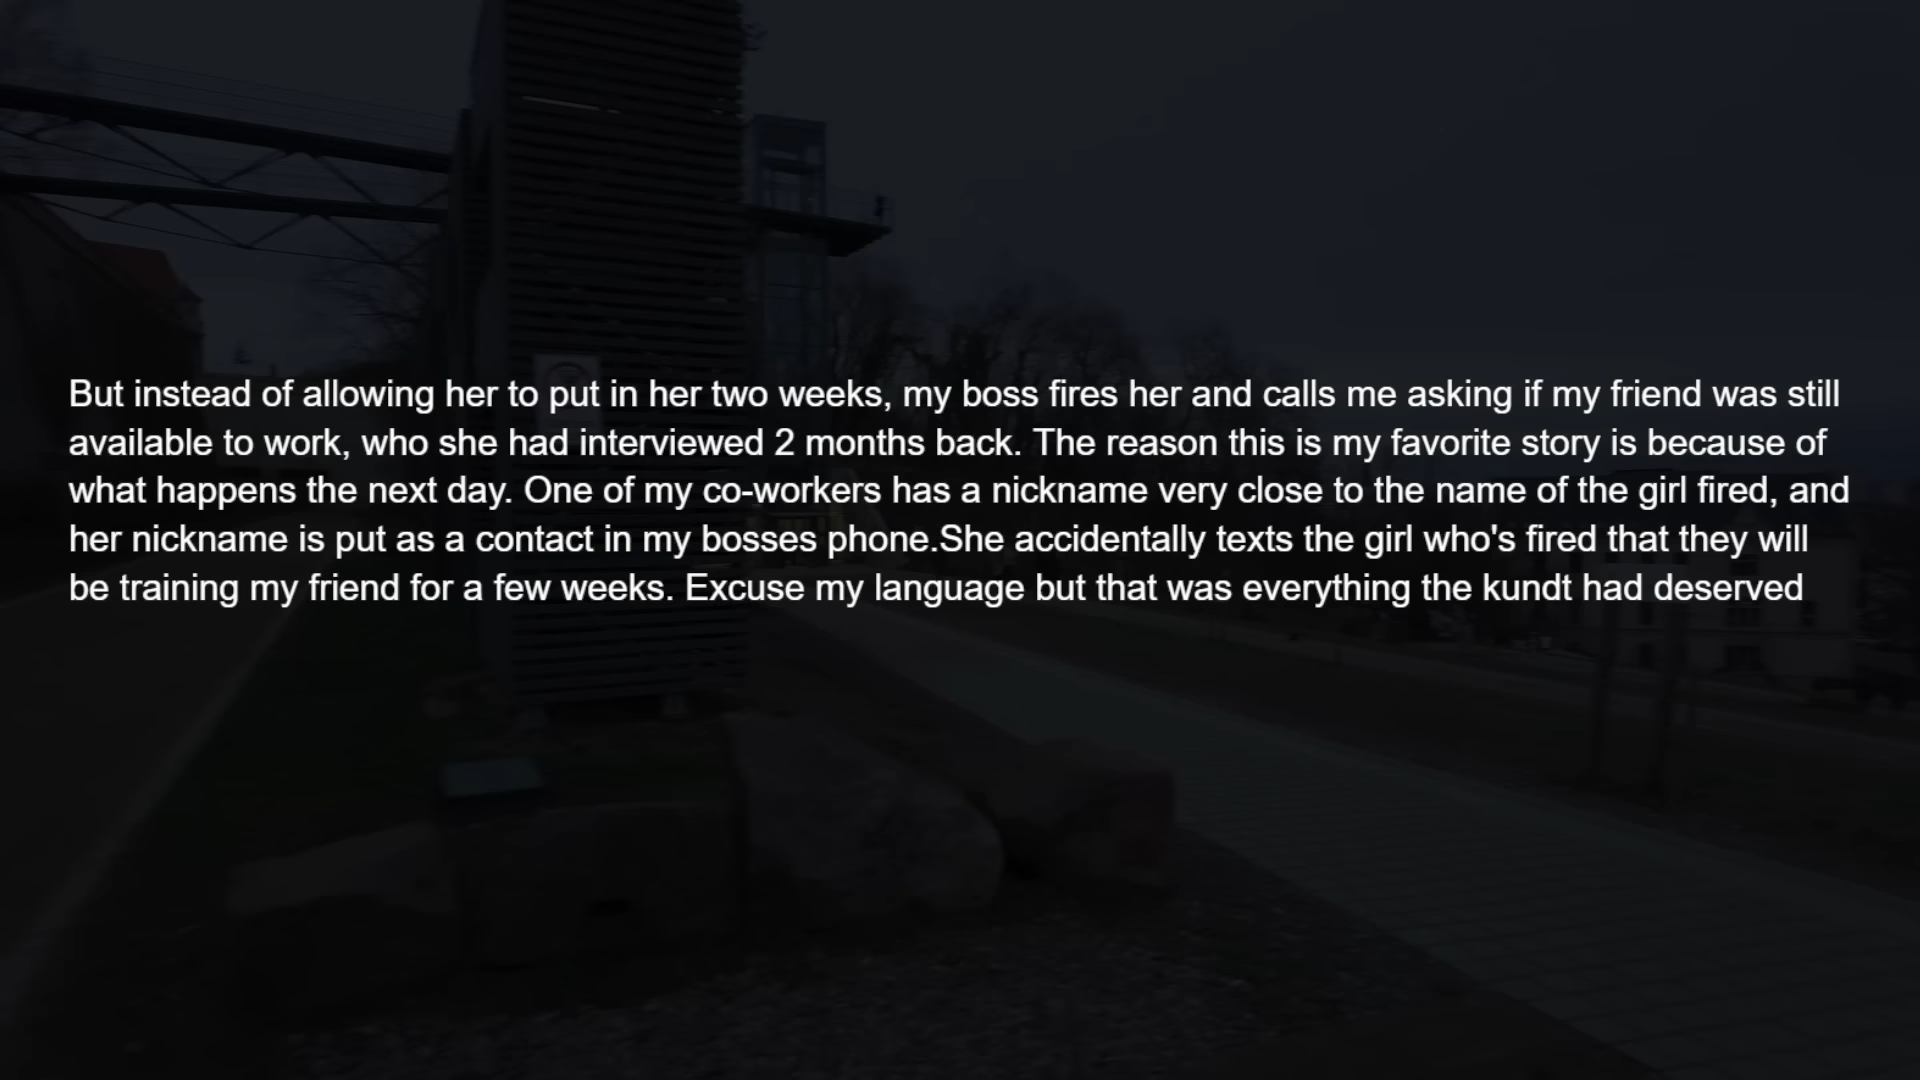 But instead of allowing her to put in her two weeks, my boss fires her and calls me asking if my friend was still
available to work, who she had interviewed 2 months back. The reason this is my favorite story is because of
what happens the next day. One of my co-workers has a nickname very close to the name of the girl fired, and
her nickname is put as a contact in my bosses phone.She accidentally texts the girl who's fired that they will
be training my friend for a few weeks. Excuse my language but that was everything the kundt had deserved